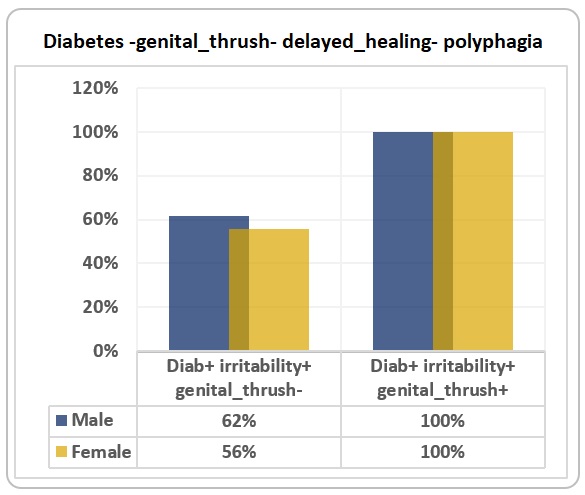 Diabetes -genital_thrush- delayed_healing- polyphagia
120%
100%
80%
60%
40%
20%
0%
Diab+ irritability+ Diab+ irritability+
genital_thrush- genital_thrush+
Male 62% 100%
Female 56% 100%